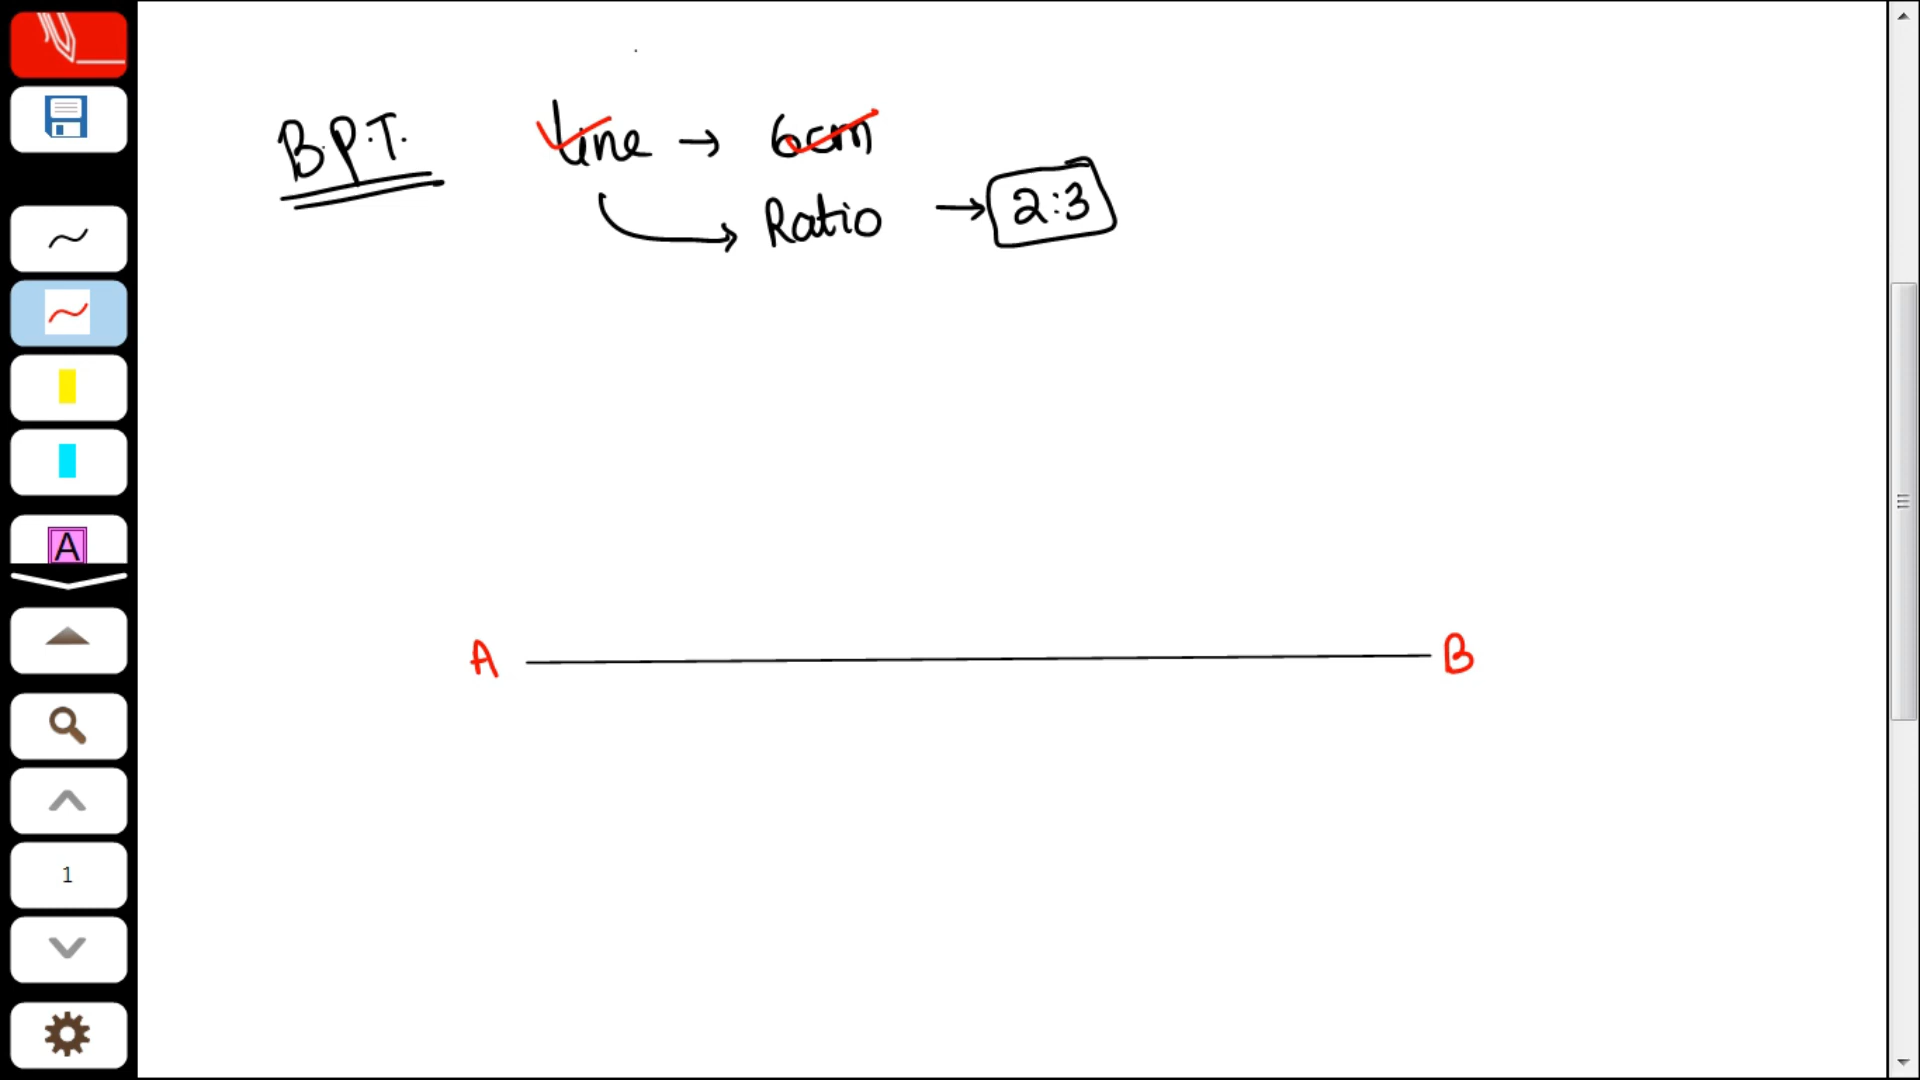 B.P.T. Line → 6cm
Ratio → 2:3
A
A B
1